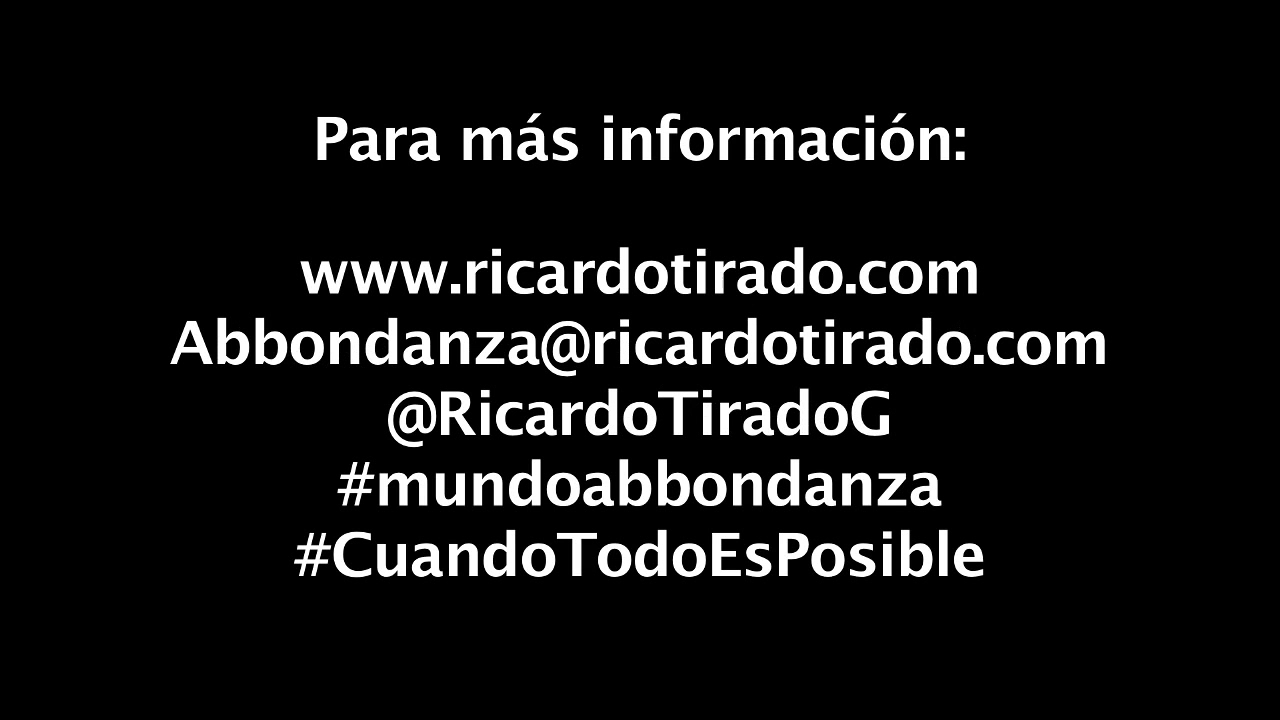 Para más información:
www.ricardotirado.com
Abbondanza@ricardotirado.com
@RicardoTiradoG
#mundoabbondanza
#CuandoTodoEsPosible